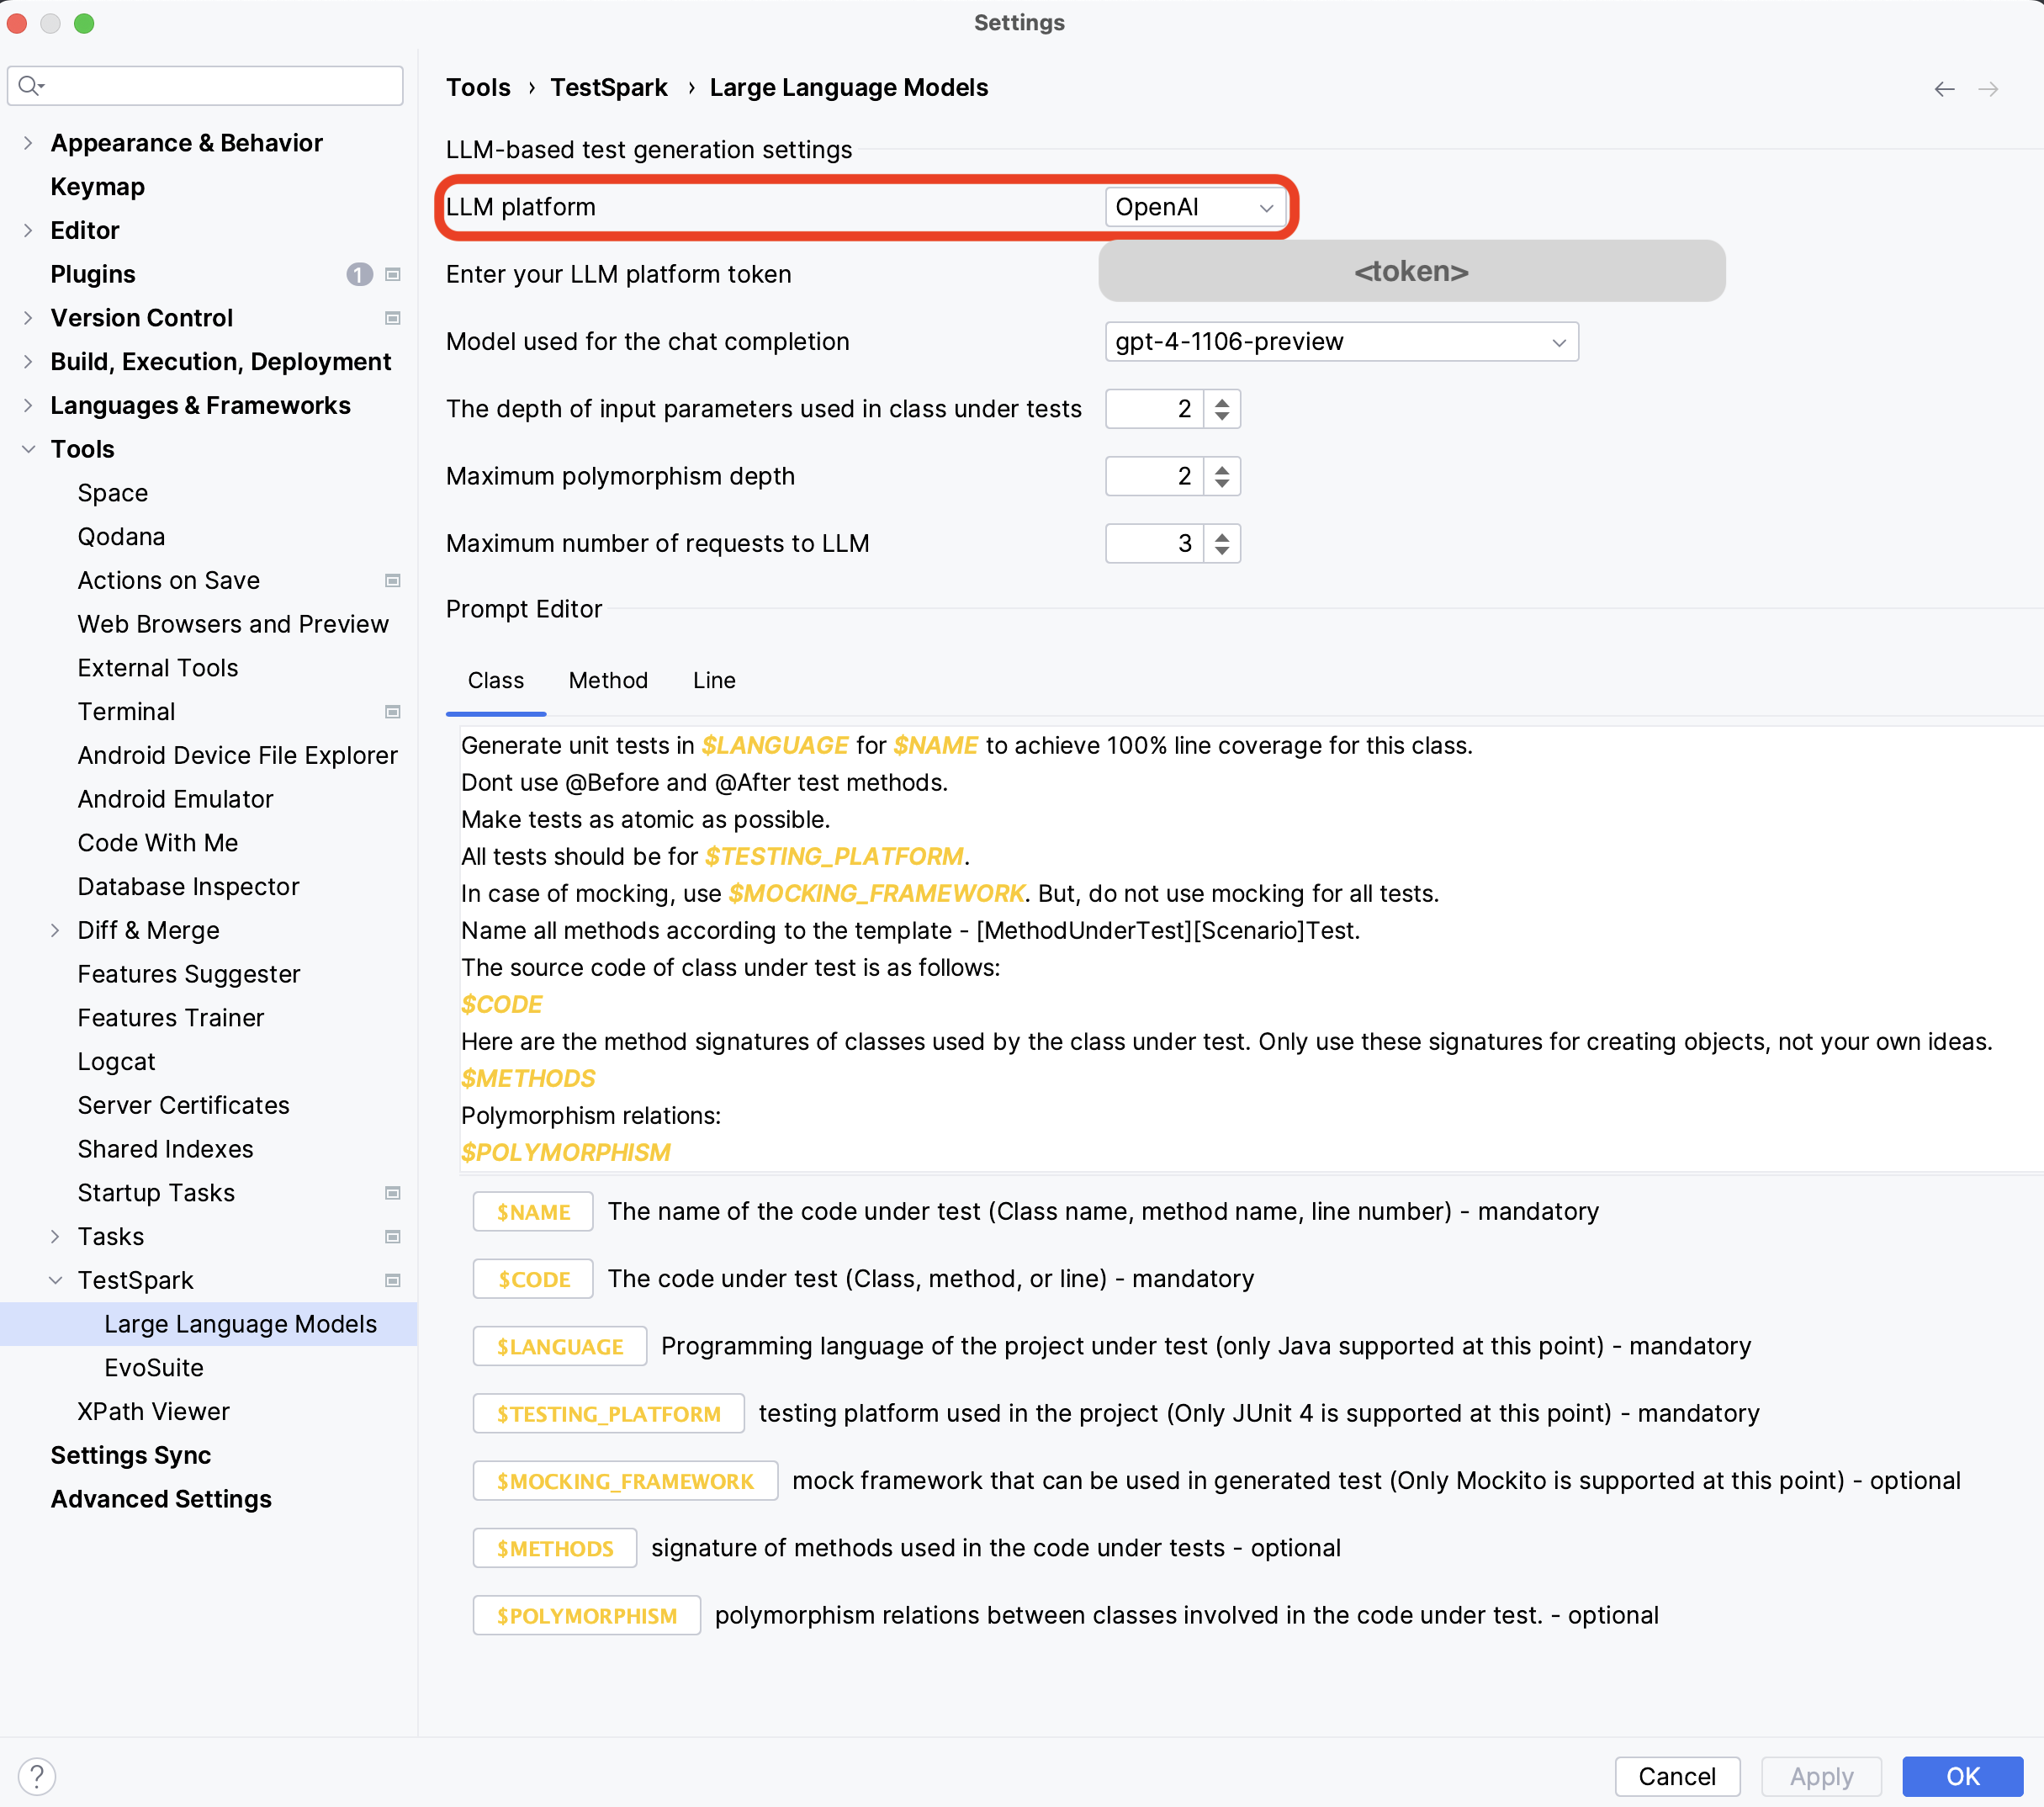 Settings
Appearance & Behavior
Keymap
Editor
Plugins 1
Version Control
Build, Execution, Deployment
Languages & Frameworks
Tools
Space
Qodana
Actions on Save
Web Browsers and Preview
External Tools
Terminal
Android Device File Explorer
Android Emulator
Code With Me
Database Inspector
Diff & Merge
Features Suggester
Features Trainer
Logcat
Server Certificates
Shared Indexes
Startup Tasks
Tasks
TestSpark
Large Language Models
EvoSuite
XPath Viewer
Settings Sync
Advanced Settings
Tools › TestSpark › Large Language Models
LLM-based test generation settings
LLM platform OpenAI
Enter your LLM platform token <token>
Model used for the chat completion gpt-4-1106-preview
The depth of input parameters used in class under tests 2
Maximum polymorphism depth 2
Maximum number of requests to LLM 3
Prompt Editor
Class Method Line
Generate unit tests in $LANGUAGE for $NAME to achieve 100% line coverage for this class.
Dont use @Before and @After test methods.
Make tests as atomic as possible.
All tests should be for $TESTING_PLATFORM.
In case of mocking, use $MOCKING_FRAMEWORK. But, do not use mocking for all tests.
Name all methods according to the template - [MethodUnderTest][Scenario]Test.
The source code of class under test is as follows:
$CODE
Here are the method signatures of classes used by the class under test. Only use these signatures for creating objects, not your own ideas.
$METHODS
Polymorphism relations:
$POLYMORPHISM
$NAME The name of the code under test (Class name, method name, line number) - mandatory
$CODE The code under test (Class, method, or line) - mandatory
$LANGUAGE Programming language of the project under test (only Java supported at this point) - mandatory
$TESTING_PLATFORM testing platform used in the project (Only JUnit 4 is supported at this point) - mandatory
$MOCKING_FRAMEWORK mock framework that can be used in generated test (Only Mockito is supported at this point) - optional
$METHODS signature of methods used in the code under tests - optional
$POLYMORPHISM polymorphism relations between classes involved in the code under test. - optional
? Cancel Apply OK